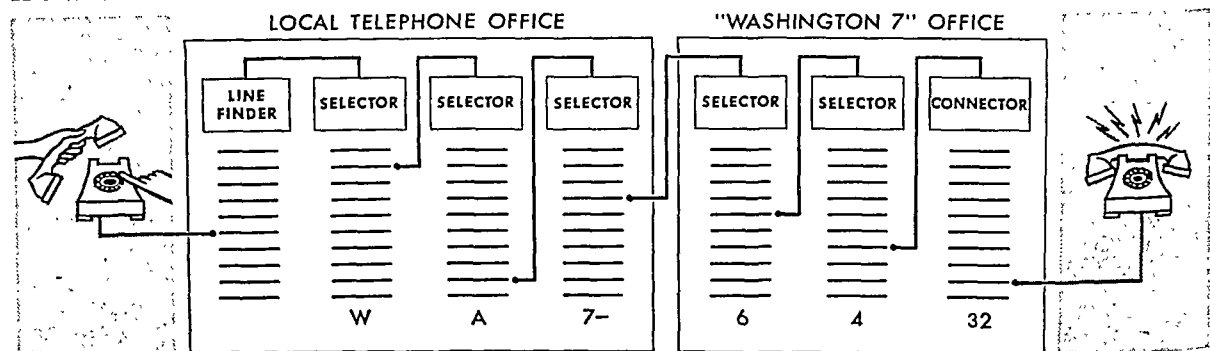 LOCAL TELEPHONE OFFICE
"WASHINGTON 7" OFFICE
LINE FINDER
SELECTOR
SELECTOR
SELECTOR
SELECTOR
SELECTOR
CONNECTOR
W
A
7–
6
4
32